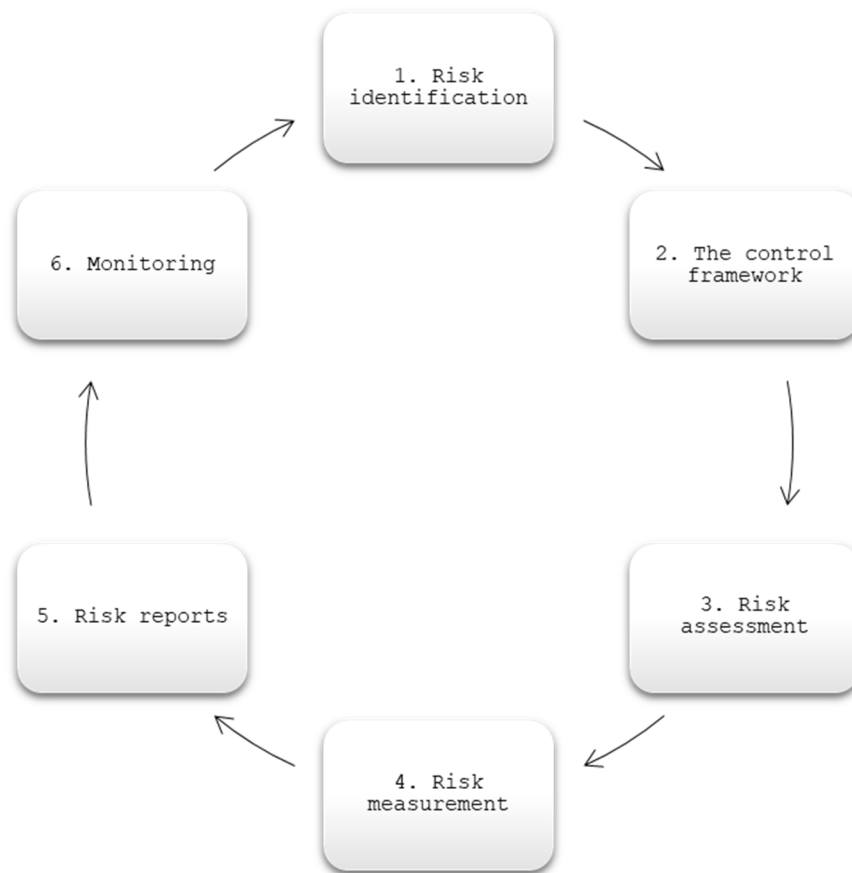 1. Risk
identification
2. The control
framework
3. Risk
assessment
4. Risk
measurement
5. Risk reports
6. Monitoring